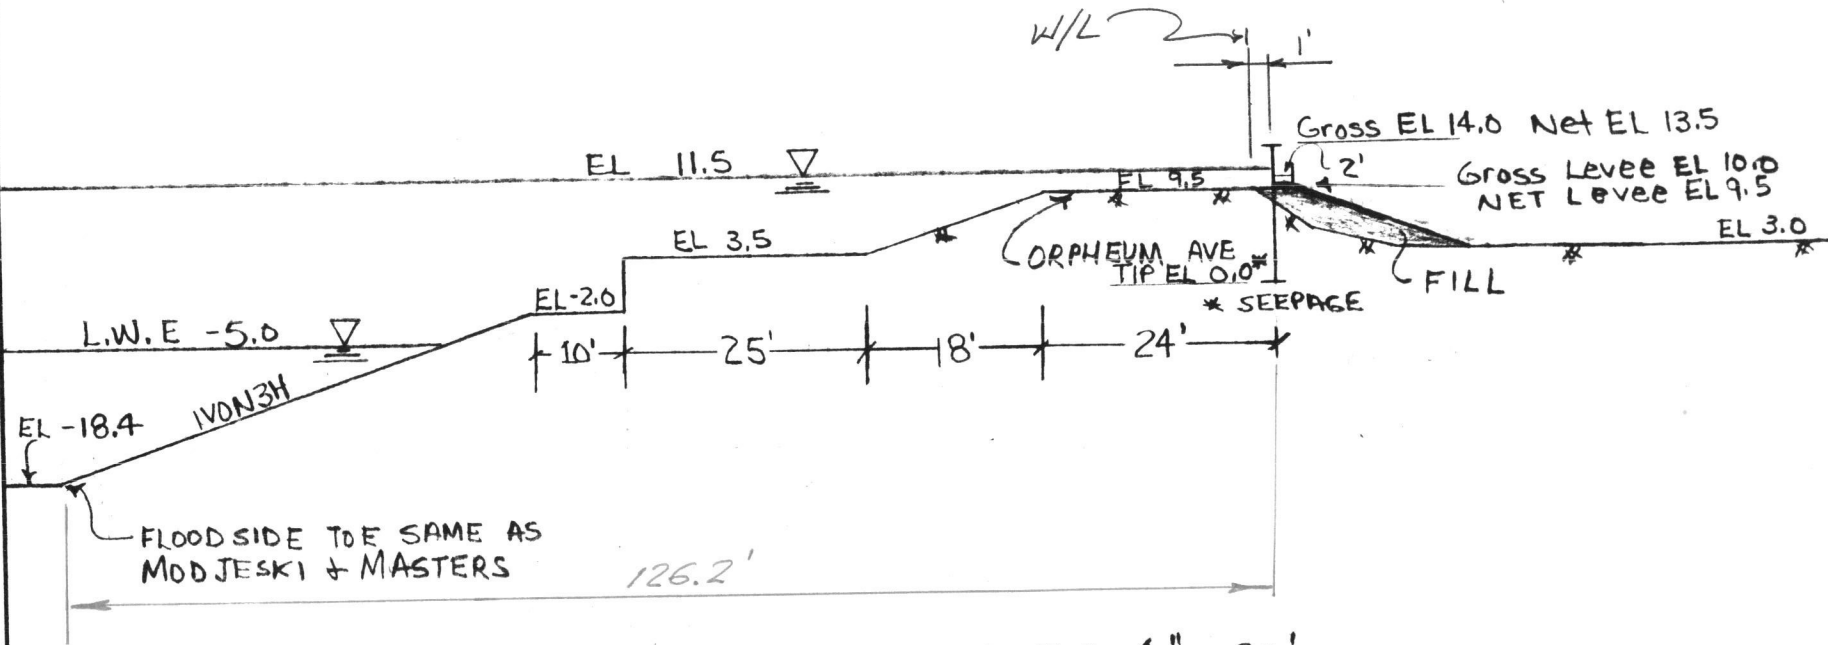 W/L
1'
Gross EL 14.0 Net EL 13.5
EL 11.5
2'
Gross Levee EL 10.0
NET Levee EL 9.5
EL 9.5
EL 3.0
EL 3.5
ORPHEUM AVE
TIP EL 0.0*
FILL
* SEEPAGE
EL -2.0
L.W.E -5.0
10'
25'
18'
24'
1VON3H
EL -18.4
FLOODSIDE TOE SAME AS
MODJESKI + MASTERS
126.2'